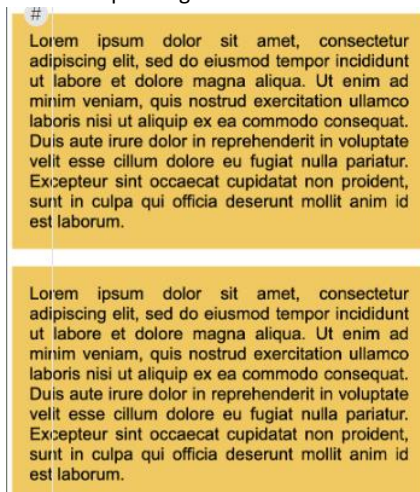 #
Lorem ipsum dolor sit amet, consectetur
adipiscing elit, sed do eiusmod tempor incididunt
ut labore et dolore magna aliqua. Ut enim ad
minim veniam, quis nostrud exercitation ullamco
laboris nisi ut aliquip ex ea commodo consequat.
Duis aute irure dolor in reprehenderit in voluptate
velit esse cillum dolore eu fugiat nulla pariatur.
Excepteur sint occaecat cupidatat non proident,
sunt in culpa qui officia deserunt mollit anim id
est laborum.
Lorem ipsum dolor sit amet, consectetur
adipiscing elit, sed do eiusmod tempor incididunt
ut labore et dolore magna aliqua. Ut enim ad
minim veniam, quis nostrud exercitation ullamco
laboris nisi ut aliquip ex ea commodo consequat.
Duis aute irure dolor in reprehenderit in voluptate
velit esse cillum dolore eu fugiat nulla pariatur.
Excepteur sint occaecat cupidatat non proident,
sunt in culpa qui officia deserunt mollit anim id
est laborum.